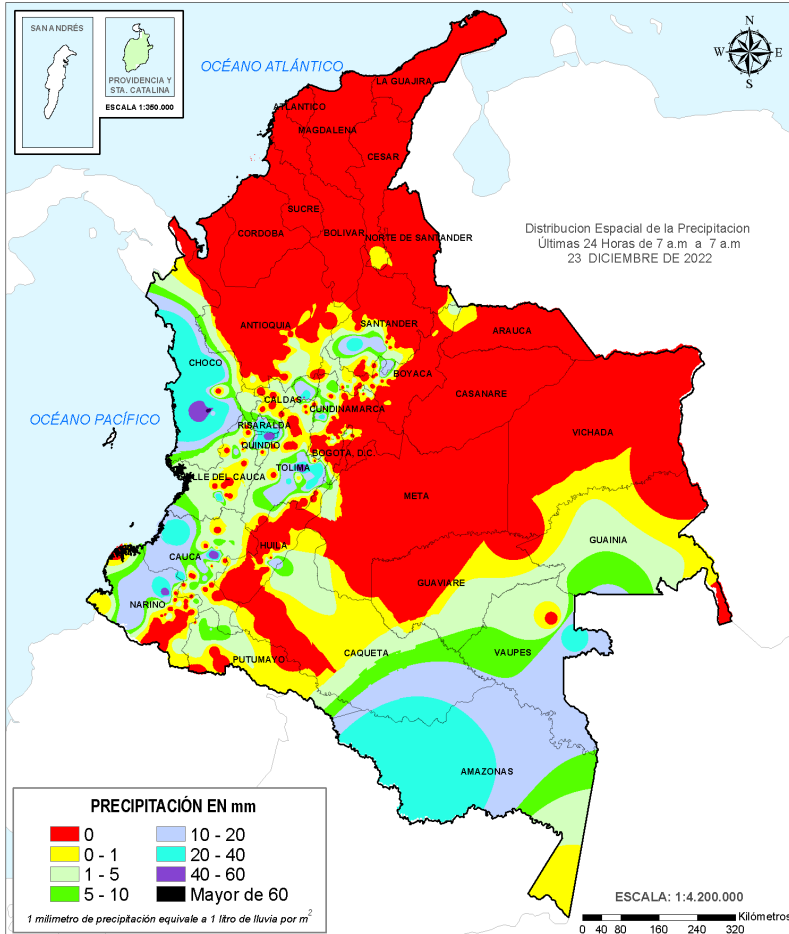 SAN ANDRÉS
PROVIDENCIA Y
STA. CATALINA
ESCALA 1:350.000
N
W
E
S
OCÉANO ATLÁNTICO
LA GUAJIRA
ATLANTICO
MAGDALENA
CESAR
SUCRE
CORDOBA
BOLIVAR
NORTE DE SANTANDER
Distribucion Espacial de la Precipitacion
Últimas 24 Horas de 7 a.m a 7 a.m
23 DICIEMBRE DE 2022
ANTIOQUIA
SANTANDER
ARAUCA
CHOCO
BOYACA
CASANARE
CALDAS
CUNDINAMARCA
OCÉANO PACÍFICO
RISARALDA
VICHADA
QUINDIO
BOGOTA, D.C.
TOLIMA
VALLE DEL CAUCA
META
GUAINIA
CAUCA
HUILA
GUAVIARE
NARIÑO
CAQUETA
VAUPES
PUTUMAYO
AMAZONAS
PRECIPITACIÓN EN mm
0
10 - 20
0 - 1
20 - 40
1 - 5
40 - 60
5 - 10
Mayor de 60
1 milimetro de precipitación equivale a 1 litro de lluvia por m2
ESCALA: 1:4.200.000
Kilómetros
0 40 80 160 240 320